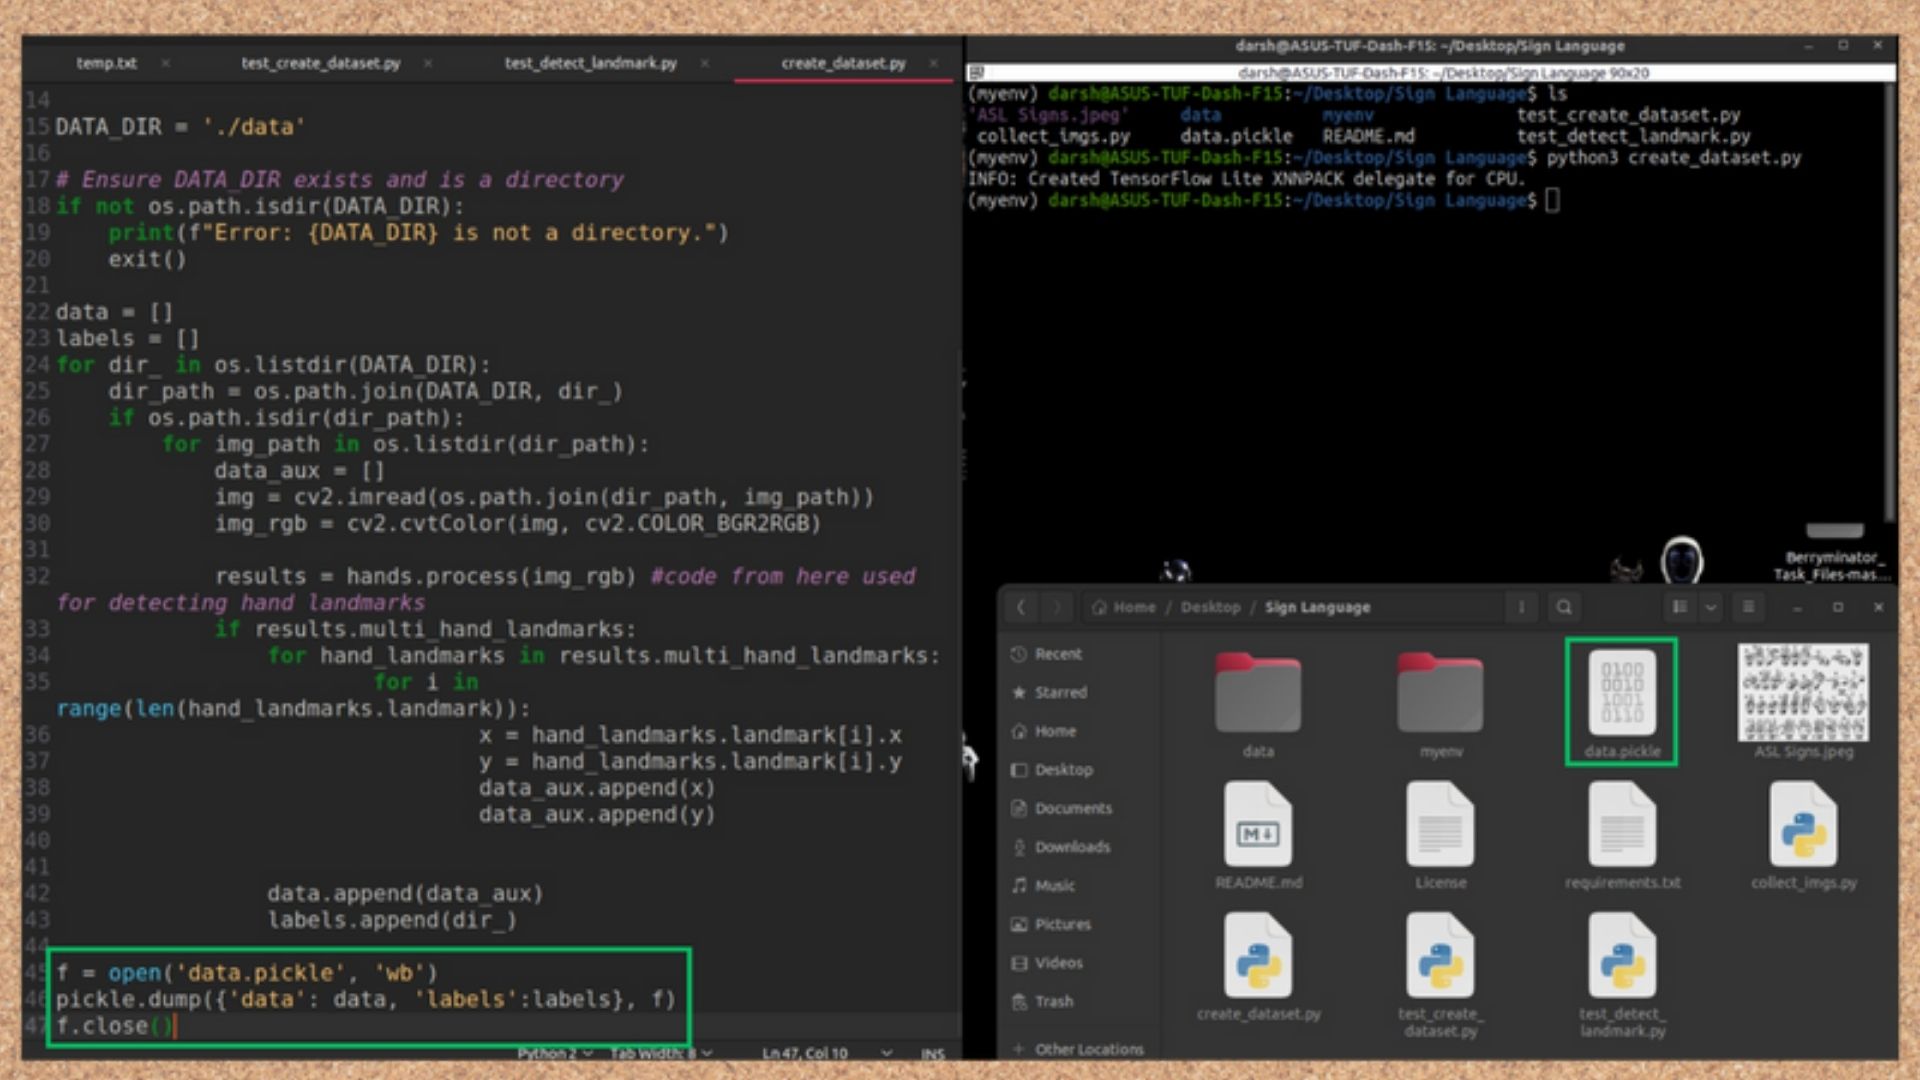 temp.txt × test_create_dataset.py × test_detect_landmark.py × create_dataset.py ×
14
15 DATA_DIR = './data'
16
17 # Ensure DATA_DIR exists and is a directory
18 if not os.path.isdir(DATA_DIR):
19 print(f"Error: {DATA_DIR} is not a directory.")
20 exit()
21
22 data = []
23 labels = []
24 for dir_ in os.listdir(DATA_DIR):
25 dir_path = os.path.join(DATA_DIR, dir_)
26 if os.path.isdir(dir_path):
27 for img_path in os.listdir(dir_path):
28 data_aux = []
29 img = cv2.imread(os.path.join(dir_path, img_path))
30 img_rgb = cv2.cvtColor(img, cv2.COLOR_BGR2RGB)
31
32 results = hands.process(img_rgb) #code from here used
for detecting hand landmarks
33 if results.multi_hand_landmarks:
34 for hand_landmarks in results.multi_hand_landmarks:
35 for i in
range(len(hand_landmarks.landmark)):
36 x = hand_landmarks.landmark[i].x
37 y = hand_landmarks.landmark[i].y
38 data_aux.append(x)
39 data_aux.append(y)
40
41
42 data.append(data_aux)
43 labels.append(dir_)
44
45 f = open('data.pickle', 'wb')
46 pickle.dump({'data': data, 'labels':labels}, f)
47 f.close()
Python 2 Tab Width: 8 Ln 47, Col 10 INS
darsh@ASUS-TUF-Dash-F15: ~/Desktop/Sign Language
darsh@ASUS-TUF-Dash-F15: ~/Desktop/Sign Language 90x20
(myenv) darsh@ASUS-TUF-Dash-F15:~/Desktop/Sign Language$ ls
'ASL Signs.jpeg' data myenv test_create_dataset.py
collect_imgs.py data.pickle README.md test_detect_landmark.py
(myenv) darsh@ASUS-TUF-Dash-F15:~/Desktop/Sign Language$ python3 create_dataset.py
INFO: Created TensorFlow Lite XNNPACK delegate for CPU.
(myenv) darsh@ASUS-TUF-Dash-F15:~/Desktop/Sign Language$
Berryminator_
Task_Files-mas...
Home / Desktop / Sign Language
Recent
Starred
Home
Desktop
Documents
Downloads
Music
Pictures
Videos
Trash
+ Other Locations
0100
0010
1001
0110
data myenv data.pickle ASL Signs.jpeg
M
README.md License requirements.txt collect_imgs.py
create_dataset.py test_create_ test_detect_
dataset.py landmark.py